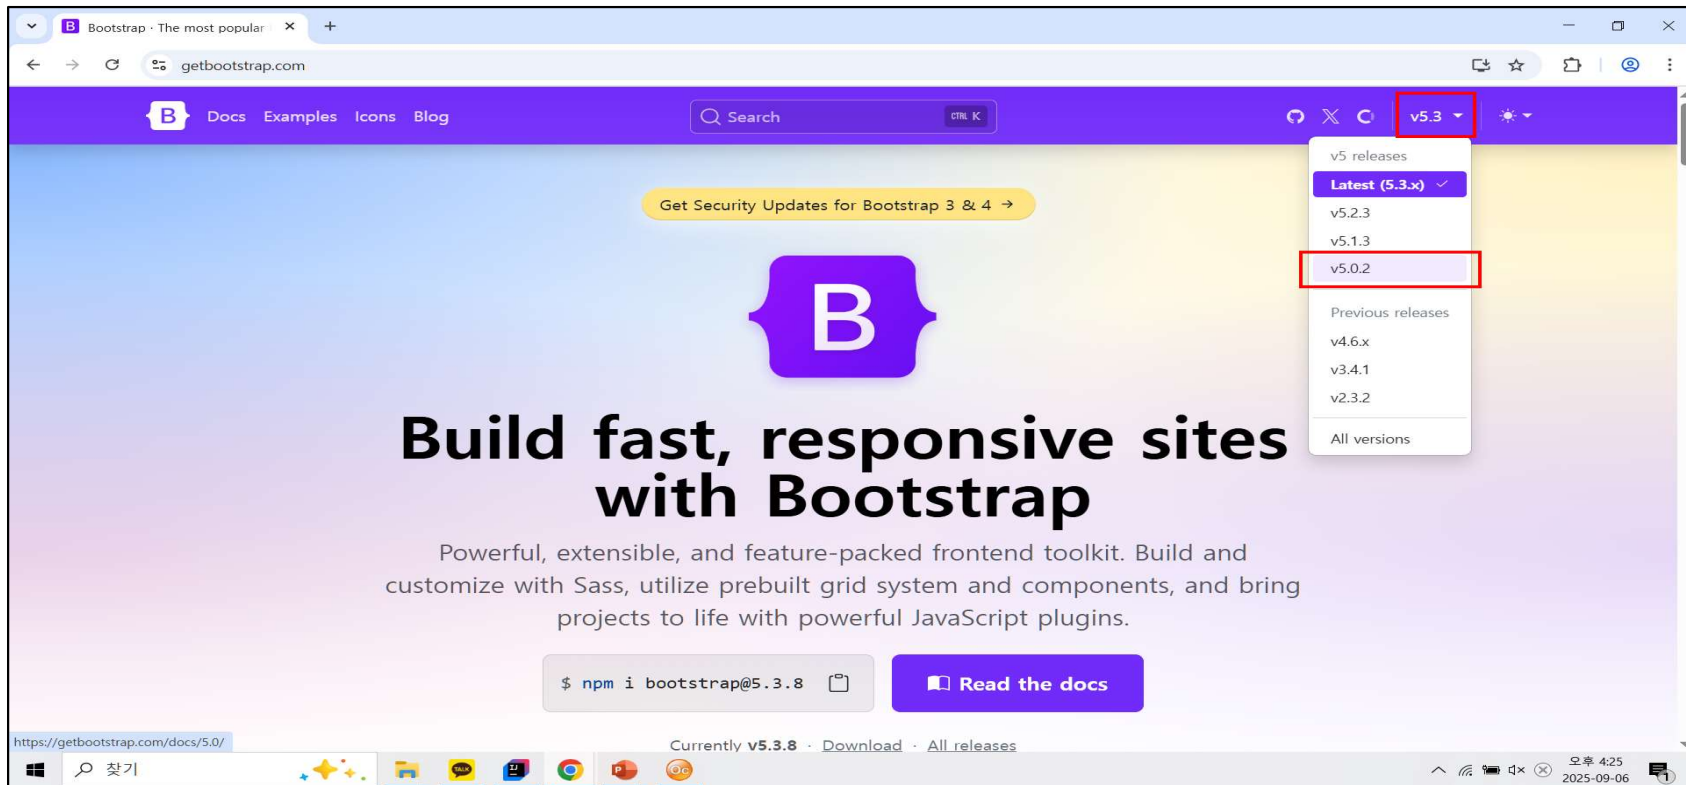 B Bootstrap · The most popular
getbootstrap.com
B Docs Examples Icons Blog Search CTRL K v5.3
v5 releases
Latest (5.3.x)
v5.2.3
v5.1.3
v5.0.2
Previous releases
v4.6.x
v3.4.1
v2.3.2
All versions
Get Security Updates for Bootstrap 3 & 4 →
B
Build fast, responsive sites
with Bootstrap
Powerful, extensible, and feature-packed frontend toolkit. Build and
customize with Sass, utilize prebuilt grid system and components, and bring
projects to life with powerful JavaScript plugins.
$ npm i bootstrap@5.3.8
Read the docs
Currently v5.3.8 · Download · All releases
https://getbootstrap.com/docs/5.0/
찾기
TALK
IJ
P
Oc
오후 4:25
2025-09-06
1